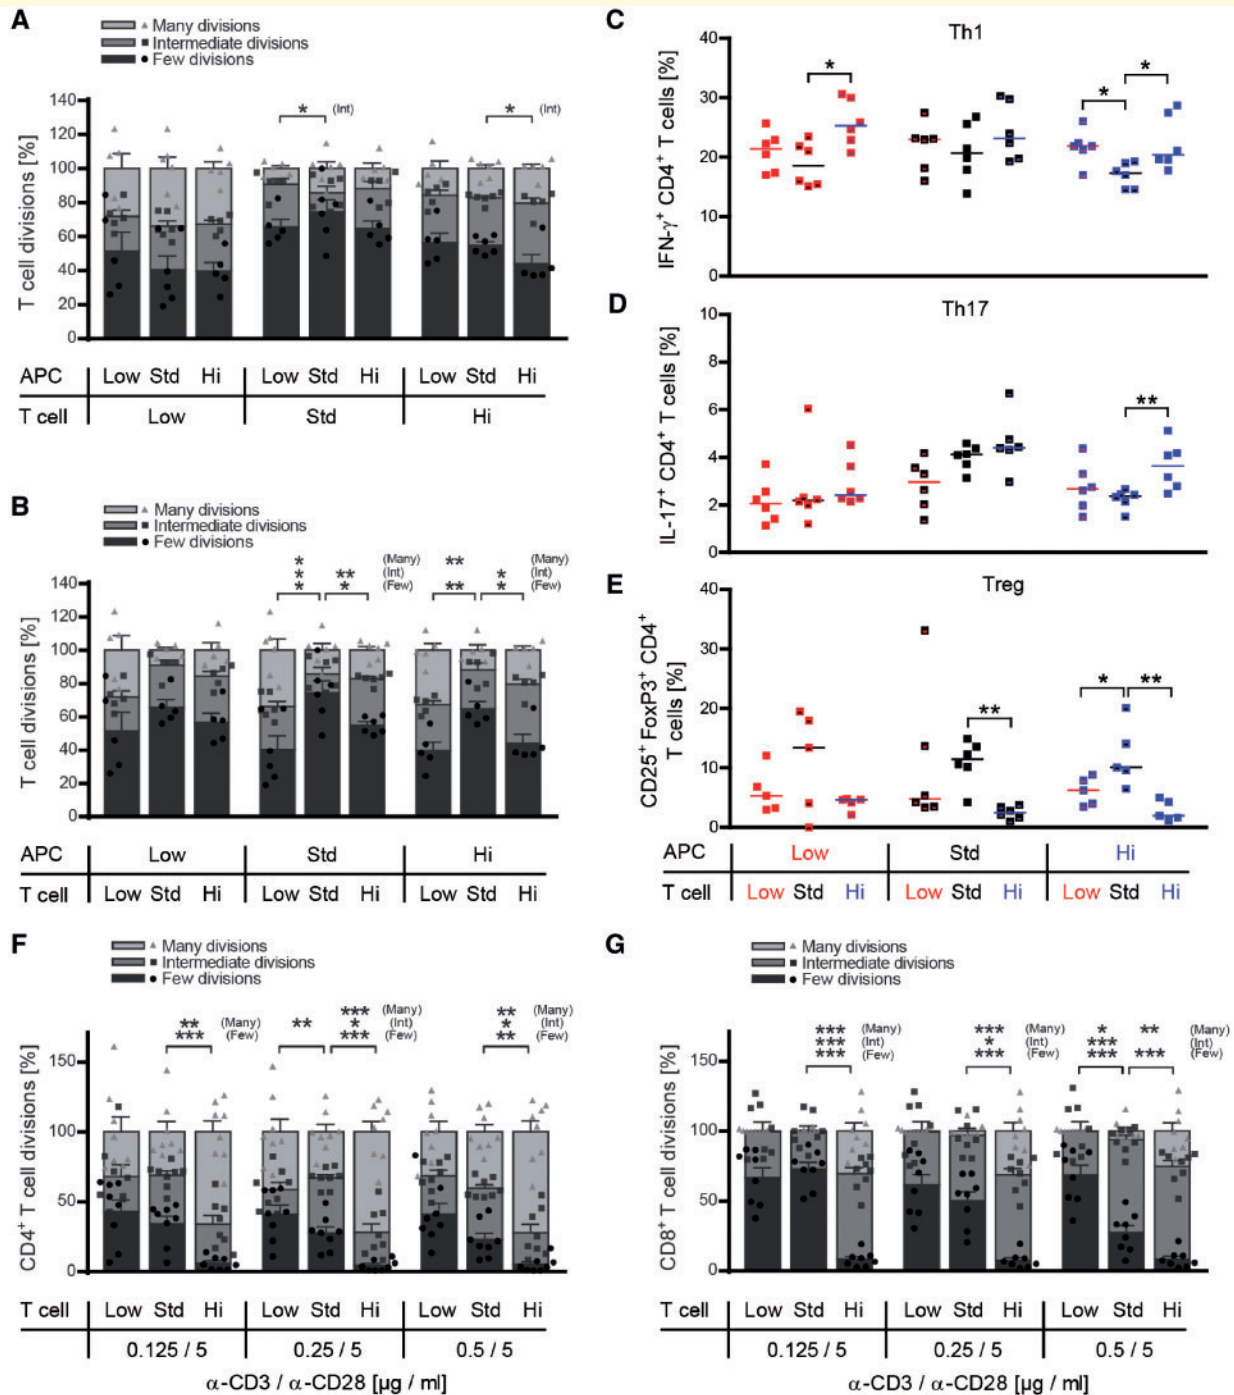 A
Many divisions
Intermediate divisions
Few divisions
T cell divisions [%]
140
120
100
80
60
40
20
0
* (Int)
* (Int)
APC Low Std Hi Low Std Hi Low Std Hi
T cell Low Std Hi
B
Many divisions
Intermediate divisions
Few divisions
T cell divisions [%]
140
120
100
80
60
40
20
0
* (Many) ** (Many)
* ** (Int) * (Int)
* * (Few) ** * (Few)
APC Low Std Hi
T cell Low Std Hi Low Std Hi Low Std Hi
C
Th1
IFN-γ+ CD4+ T cells [%]
40
30
20
10
0
* * *
D
Th17
IL-17+ CD4+ T cells [%]
10
8
6
4
2
0
**
E
Treg
CD25+ FoxP3+ CD4+
T cells [%]
40
30
20
10
0
** * **
APC Low Std Hi
T cell Low Std Hi Low Std Hi Low Std Hi
F
Many divisions
Intermediate divisions
Few divisions
CD4+ T cell divisions [%]
150
100
50
0
*** (Many) ** (Many)
** (Many) ** * (Int) * (Int)
*** (Few) *** (Few) ** (Few)
T cell Low Std Hi Low Std Hi Low Std Hi
0.125 / 5 0.25 / 5 0.5 / 5
α-CD3 / α-CD28 [µg / ml]
G
Many divisions
Intermediate divisions
Few divisions
CD8+ T cell divisions [%]
150
100
50
0
*** (Many) *** (Many) * ** (Many)
*** (Int) * (Int) *** (Int)
*** (Few) *** (Few) *** *** (Few)
T cell Low Std Hi Low Std Hi Low Std Hi
0.125 / 5 0.25 / 5 0.5 / 5
α-CD3 / α-CD28 [µg / ml]